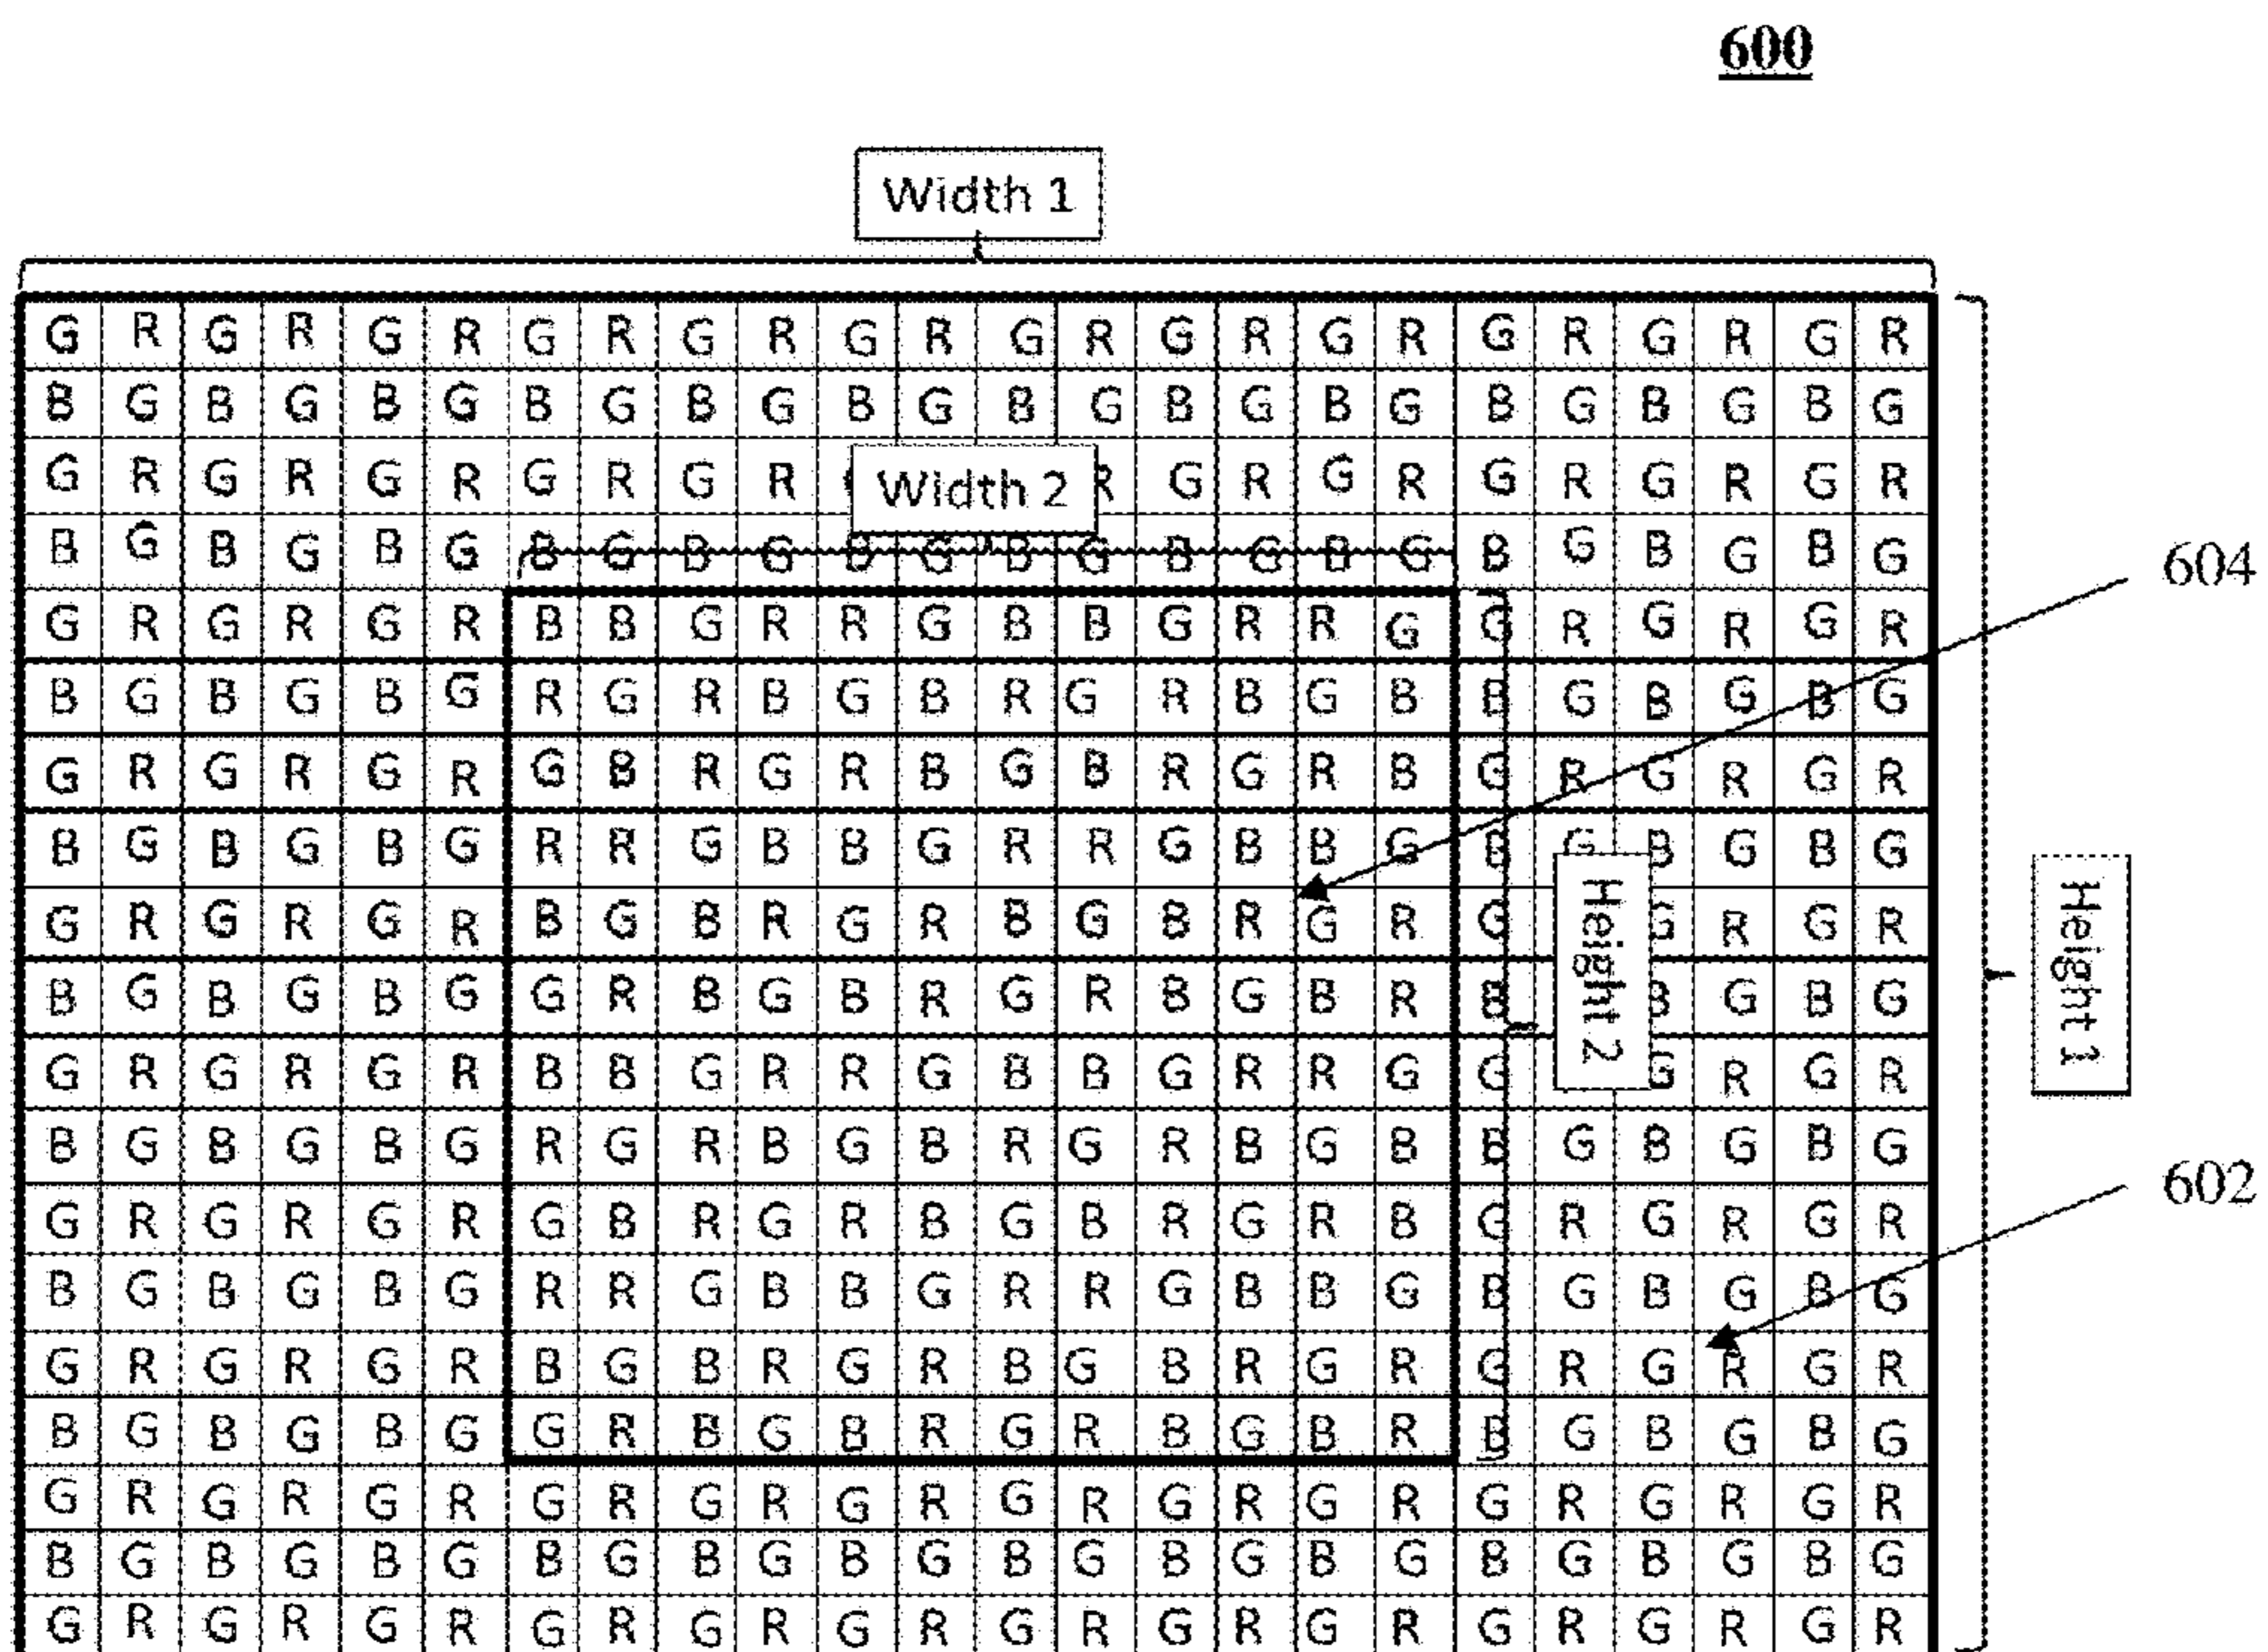 600
Width 1
G R G R G R G R G R G R G R G R G R G R G R G R
B G B G B G B G B G B G B G B G B G B G B G B G
G R G R G R G R G R Width 2 R G R G R G R G R G R
B G B G B G B G B G B G B G B G B G B G B G B G
604
G R G R G R B B G R R G B B G R R G G R G R G R
B G B G B G R G R B G B R G R B G B B G B G B G
G R G R G R G B R G R B G B R G R B G R G R G R
B G B G B G R R G B B G R R G B B G B G B G B G
G R G R G R B G B R G R B G B R G R G G R G R
Height 2
Height 1
B G B G B G G R B G B R G R B G B R B B G B G
G R G R G R B B G R R G B B G R R G G G R G R
B G B G B G R G R B G B R G R B G B B G B G B G
602
G R G R G R G B R G R B G B R G R B G R G R G R
B G B G B G R R G B B G R R G B B G B G B G B G
G R G R G R B G B R G R B G B R G R G R G R G R
B G B G B G G R B G B R G R B G B R B G B G B G
G R G R G R G R G R G R G R G R G R G R G R G R
B G B G B G B G B G B G B G B G B G B G B G B G
G R G R G R G R G R G R G R G R G R G R G R G R